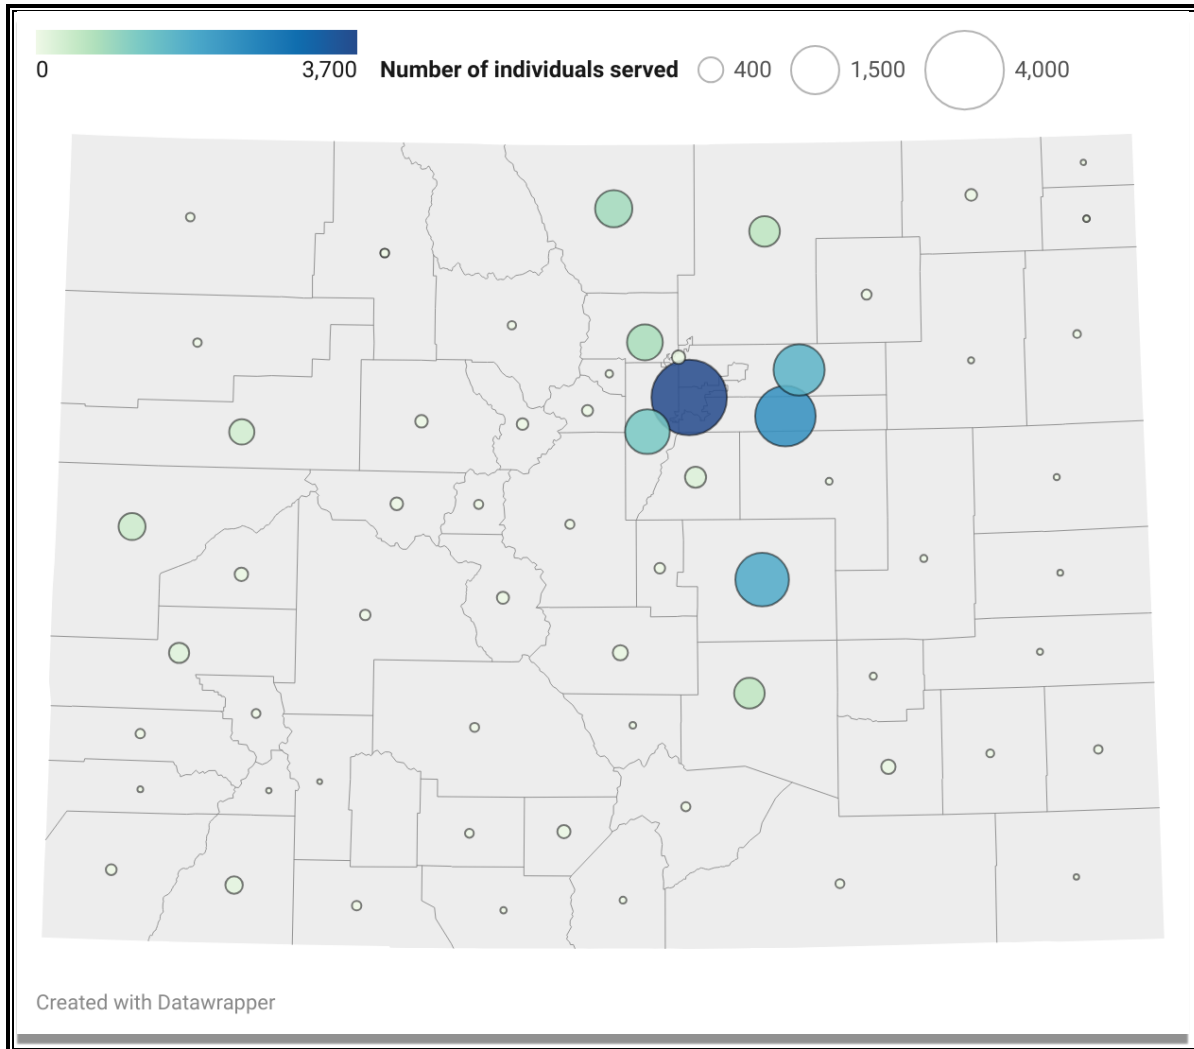 0 3,700 Number of individuals served 400 1,500 4,000
Created with Datawrapper